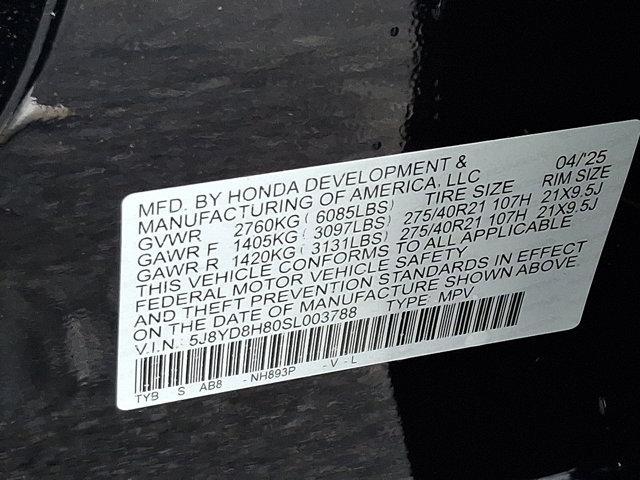 MFD. BY HONDA DEVELOPMENT & 04/'25
MANUFACTURING OF AMERICA, LLC
GVWR 2760KG ( 6085LBS) TIRE SIZE RIM SIZE
GAWR F 1405KG ( 3097LBS) 275/40R21 107H 21X9.5J
GAWR R 1420KG ( 3131LBS) 275/40R21 107H 21X9.5J
THIS VEHICLE CONFORMS TO ALL APPLICABLE
FEDERAL MOTOR VEHICLE SAFETY
AND THEFT PREVENTION STANDARDS IN EFFECT
ON THE DATE OF MANUFACTURE SHOWN ABOVE
V.I.N.: 5J8YD8H80SL003788 TYPE MPV
TYB S AB8 - NH893P - V - L